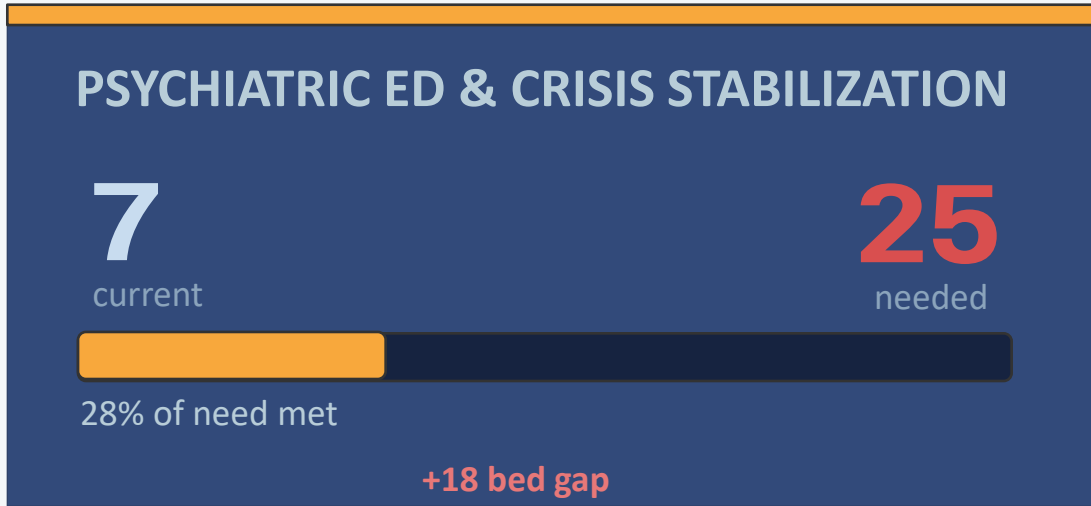 PSYCHIATRIC ED & CRISIS STABILIZATION
7 25
current needed
28% of need met
+18 bed gap